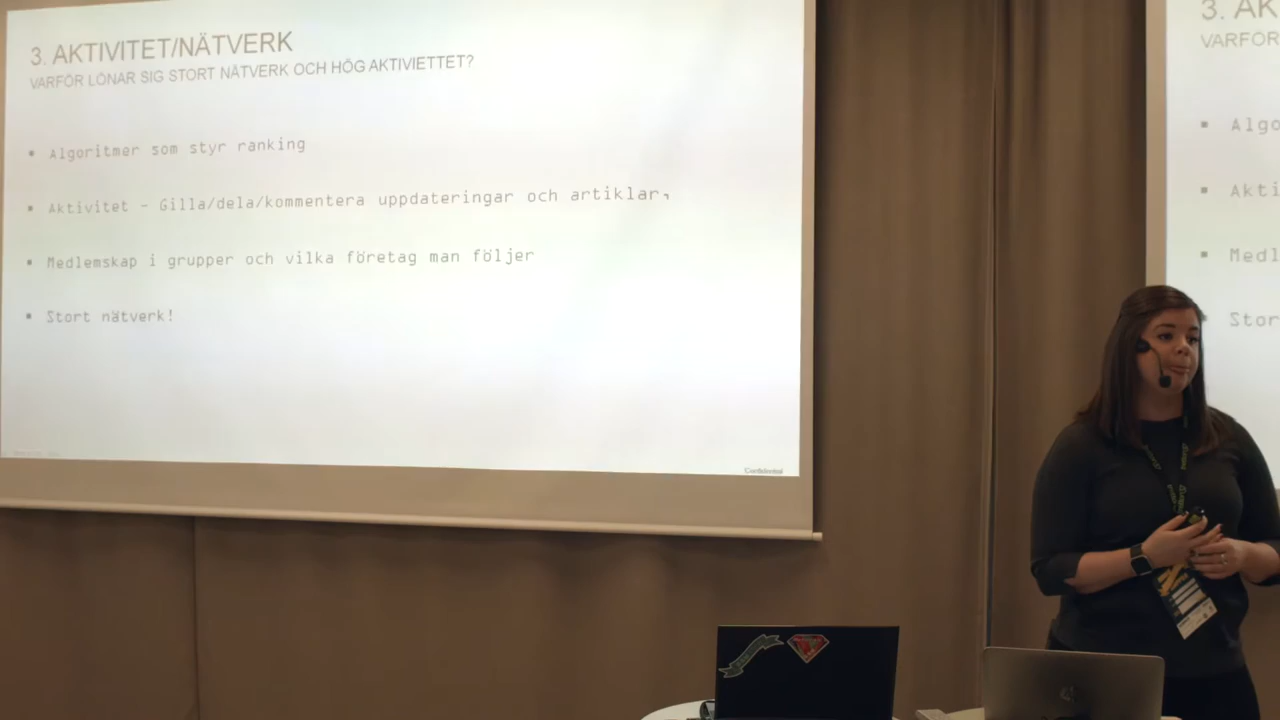 3. AKTIVITET/NÄTVERK
VARFÖR LÖNAR SIG STORT NÄTVERK OCH HÖG AKTIVIETTET?
▪ Algoritmer som styr ranking
▪ Aktivitet – Gilla/dela/kommentera uppdateringar och artiklar,
▪ Medlemskap i grupper och vilka företag man följer
▪ Stort nätverk!
Confidential
3. AK
VARFÖR
▪ Algo
▪ Akti
▪ Medl
▪ Stor